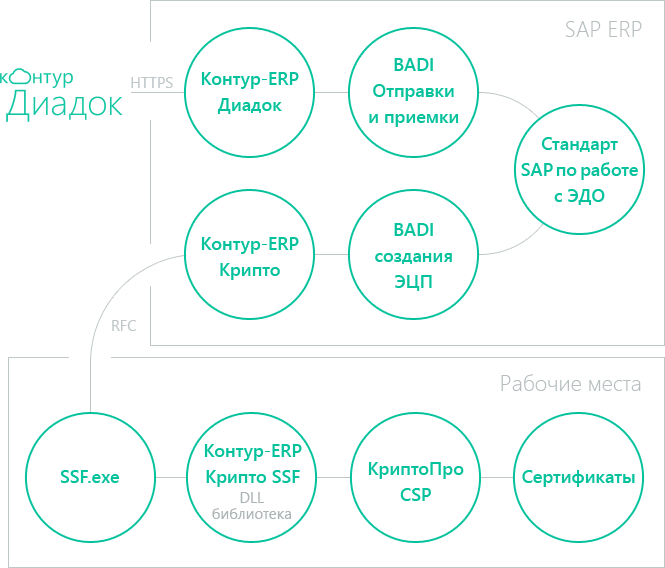 SAP ERP
контур
Диадок
HTTPS
Контур-ERP
Диадок
BADI
Отправки
и приемки
Стандарт
SAP по работе
с ЭДО
Контур-ERP
Крипто
BADI
создания
ЭЦП
RFC
Рабочие места
SSF.exe
Контур-ERP
Крипто SSF
DLL
библиотека
КриптоПро
CSP
Сертификаты